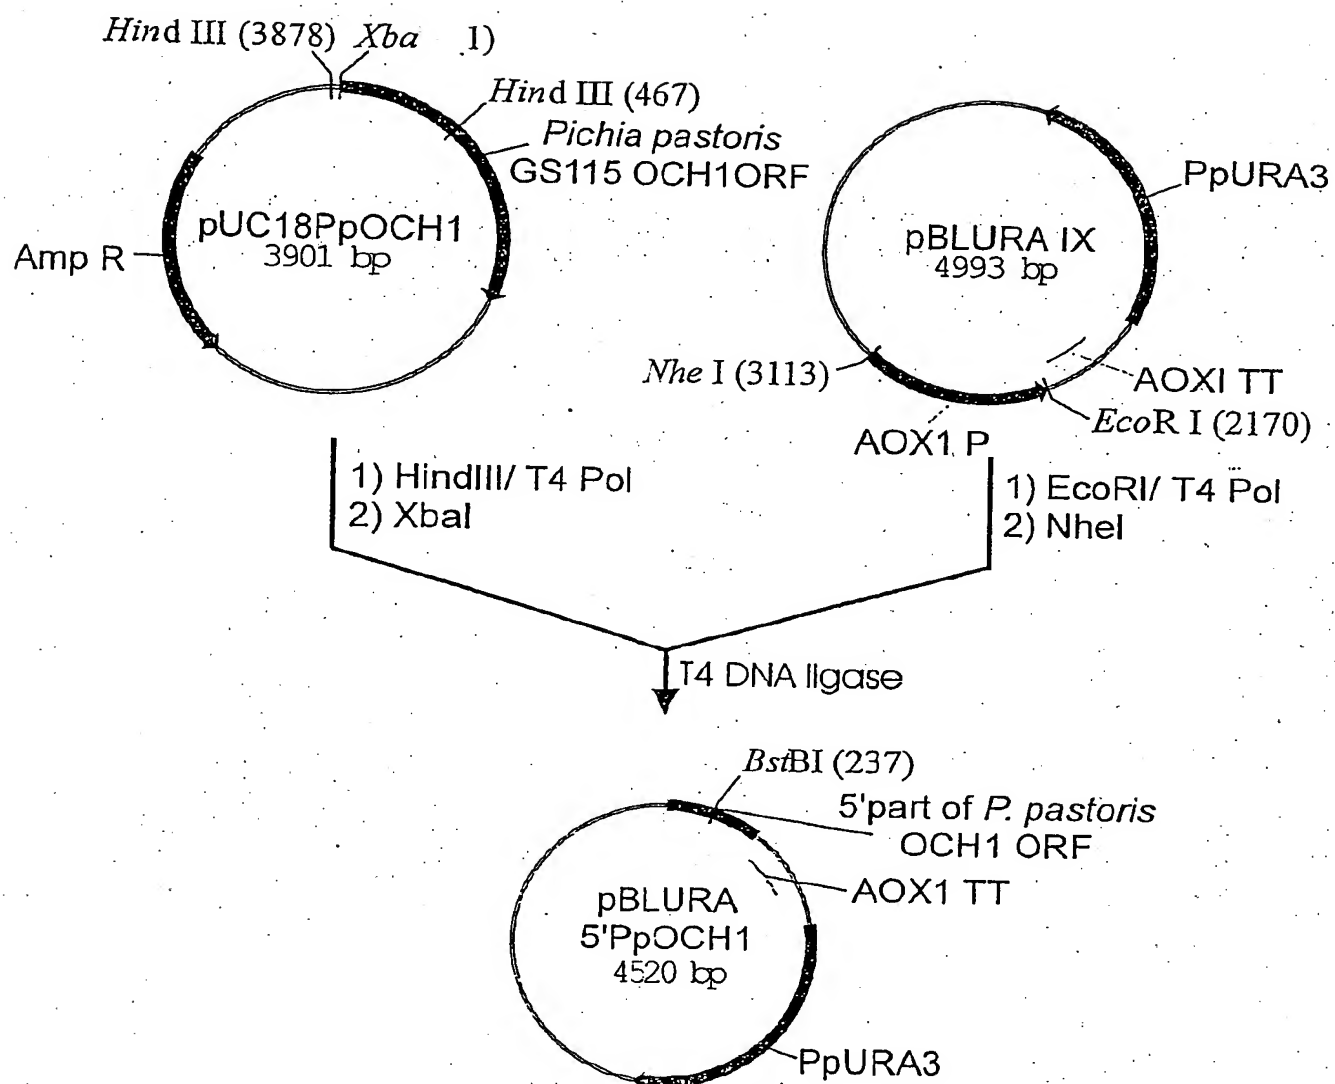 Hind III (3878) Xba 1)
Hind III (467)
Pichia pastoris
GS115 OCH1ORF
pUC18PpOCH1
3901 bp
Amp R
PpURA3
pBLURA IX
4993 bp
Nhe I (3113)
AOXI TT
EcoR I (2170)
AOX1 P
1) HindIII/ T4 Pol
2) XbaI
1) EcoRI/ T4 Pol
2) NheI
T4 DNA ligase
BstBI (237)
5'part of P. pastoris
OCH1 ORF
AOX1 TT
pBLURA
5'PpOCH1
4520 bp
PpURA3